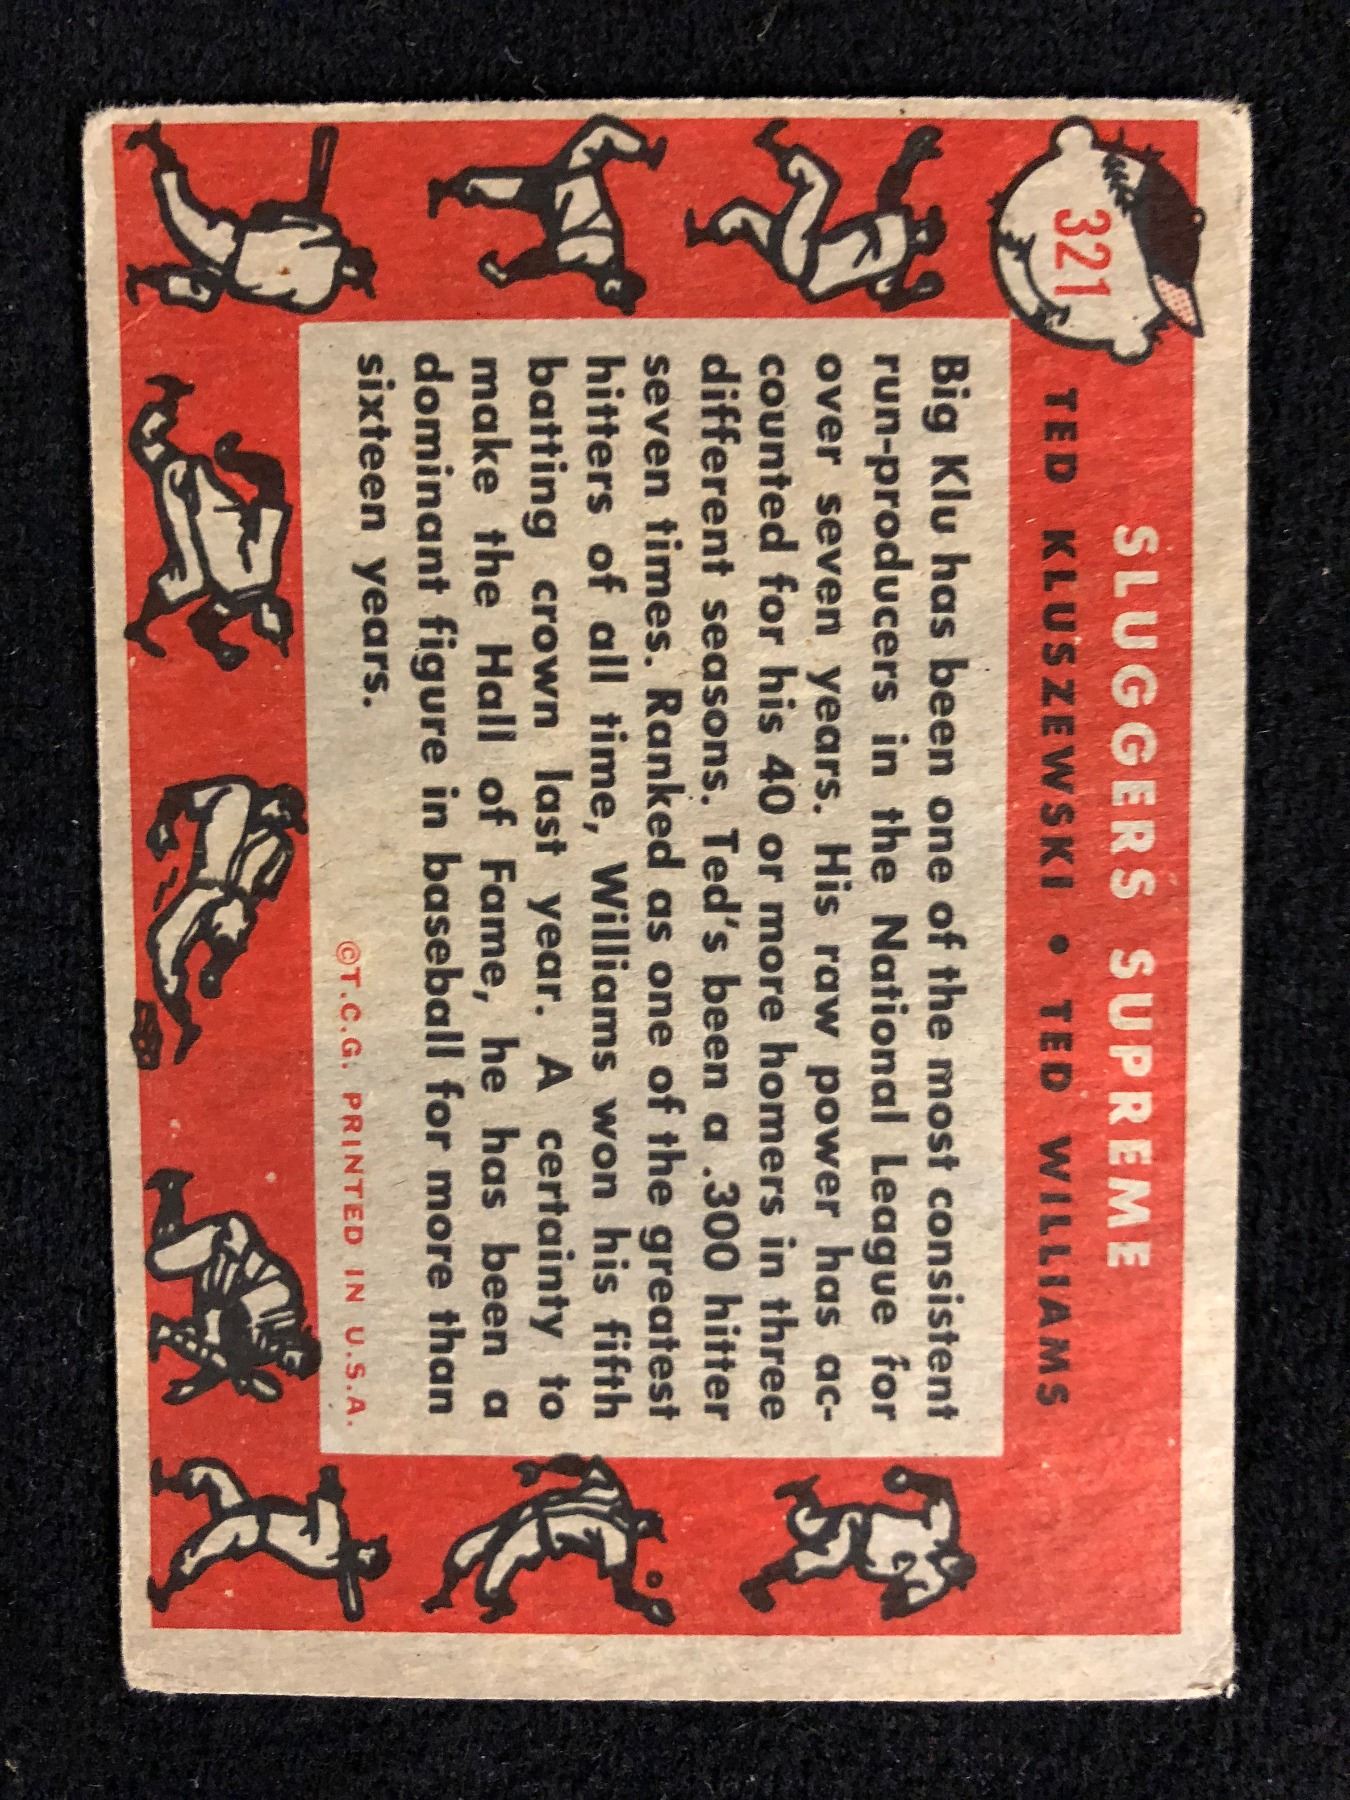 321
SLUGGERS SUPREME
TED KLUSZEWSKI • TED WILLIAMS
Big Klu has been one of the most consistent
run-producers in the National League for
over seven years. His raw power has ac-
counted for his 40 or more homers in three
different seasons. Ted's been a .300 hitter
seven times. Ranked as one of the greatest
hitters of all time, Williams won his fifth
batting crown last year. A certainty to
make the Hall of Fame, he has been a
dominant figure in baseball for more than
sixteen years.
©T.C.G. PRINTED IN U.S.A.